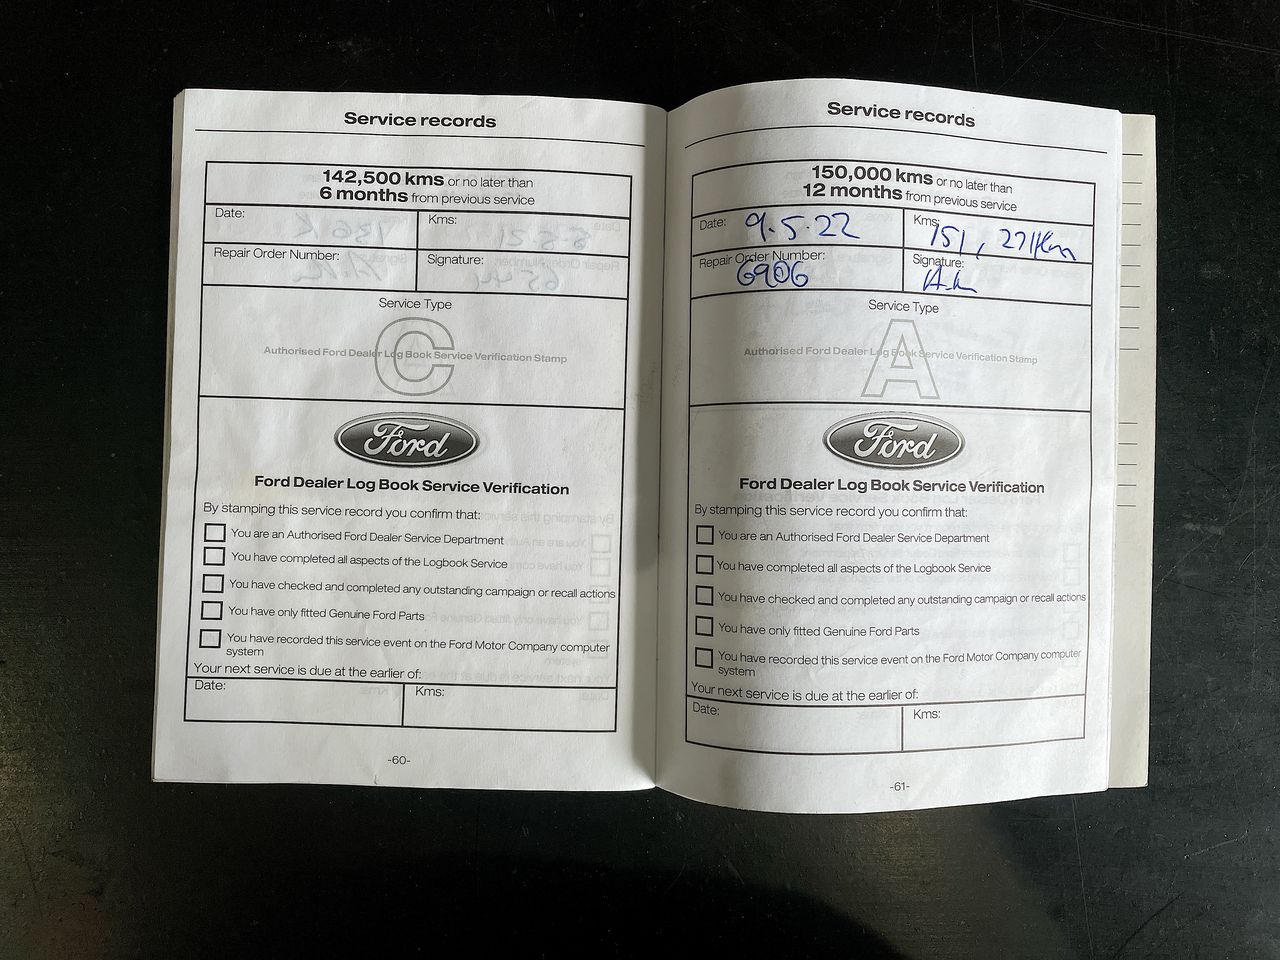 Service records
142,500 kms or no later than
6 months from previous service
Date:
Kms:
Repair Order Number:
Signature:
Service Type
C
Authorised Ford Dealer Log Book Service Verification Stamp
Ford
Ford Dealer Log Book Service Verification
By stamping this service record you confirm that:
You are an Authorised Ford Dealer Service Department
You have completed all aspects of the Logbook Service
You have checked and completed any outstanding campaign or recall actions
You have only fitted Genuine Ford Parts
You have recorded this service event on the Ford Motor Company computer
system
Your next service is due at the earlier of:
Date:
Kms:
-60-
Service records
150,000 kms or no later than
12 months from previous service
Date: 9.5.22
Kms: 151, 271km
Repair Order Number:
6906
Signature:
Service Type
A
Authorised Ford Dealer Log Book Service Verification Stamp
Ford
Ford Dealer Log Book Service Verification
By stamping this service record you confirm that:
You are an Authorised Ford Dealer Service Department
You have completed all aspects of the Logbook Service
You have checked and completed any outstanding campaign or recall actions
You have only fitted Genuine Ford Parts
You have recorded this service event on the Ford Motor Company computer
system
Your next service is due at the earlier of:
Date:
Kms:
-61-